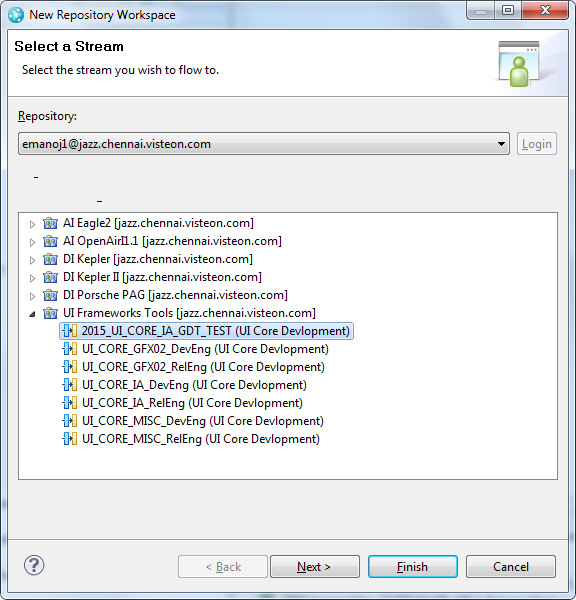 New Repository Workspace
Select a Stream
Select the stream you wish to flow to.
Repository:
emanoj1@jazz.chennai.visteon.com
Login
AI Eagle2 [jazz.chennai.visteon.com]
AI OpenAirI1.1 [jazz.chennai.visteon.com]
DI Kepler [jazz.chennai.visteon.com]
DI Kepler II [jazz.chennai.visteon.com]
DI Porsche PAG [jazz.chennai.visteon.com]
UI Frameworks Tools [jazz.chennai.visteon.com]
2015_UI_CORE_IA_GDT_TEST (UI Core Devlopment)
UI_CORE_GFX02_DevEng (UI Core Devlopment)
UI_CORE_GFX02_RelEng (UI Core Devlopment)
UI_CORE_IA_DevEng (UI Core Devlopment)
UI_CORE_IA_RelEng (UI Core Devlopment)
UI_CORE_MISC_DevEng (UI Core Devlopment)
UI_CORE_MISC_RelEng (UI Core Devlopment)
< Back
Next >
Finish
Cancel